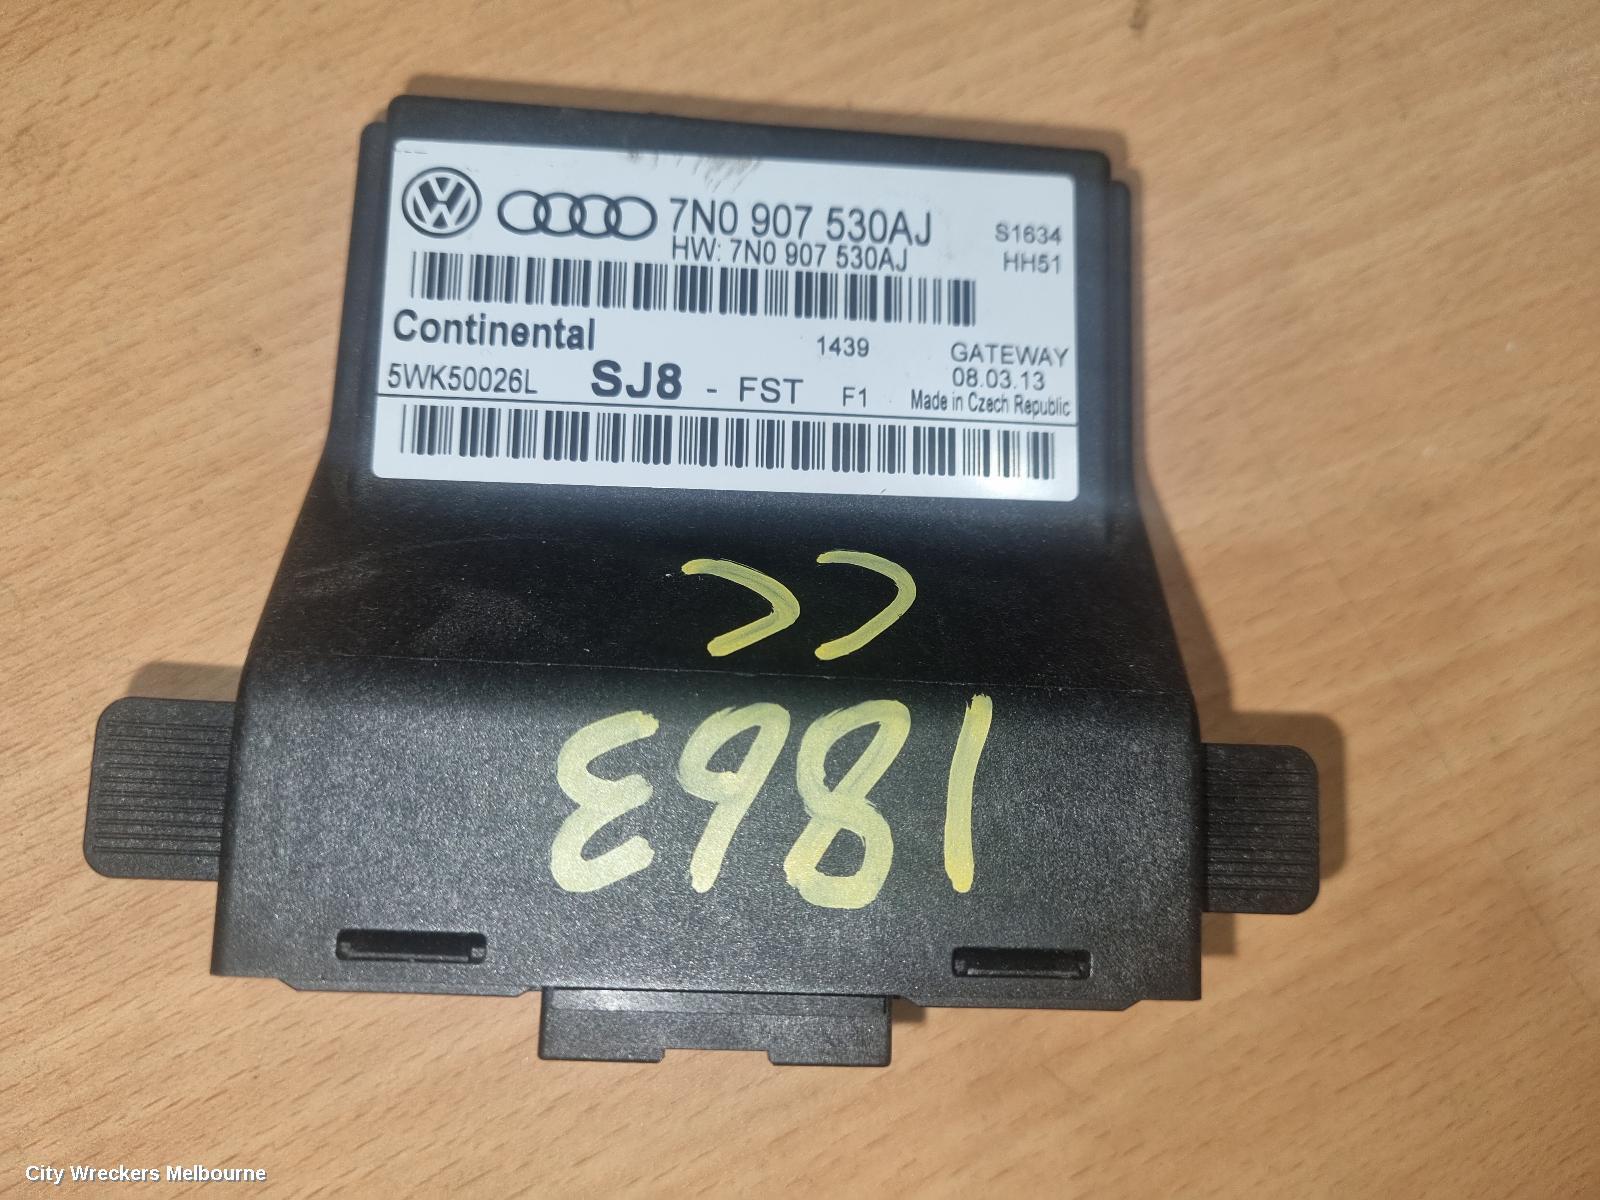 7N0 907 530AJ
HW: 7N0 907 530AJ
S1634
HH51
Continental
1439
GATEWAY
5WK50026L SJ8 - FST F1
08.03.13
Made in Czech Republic
1863
CC
City Wreckers Melbourne